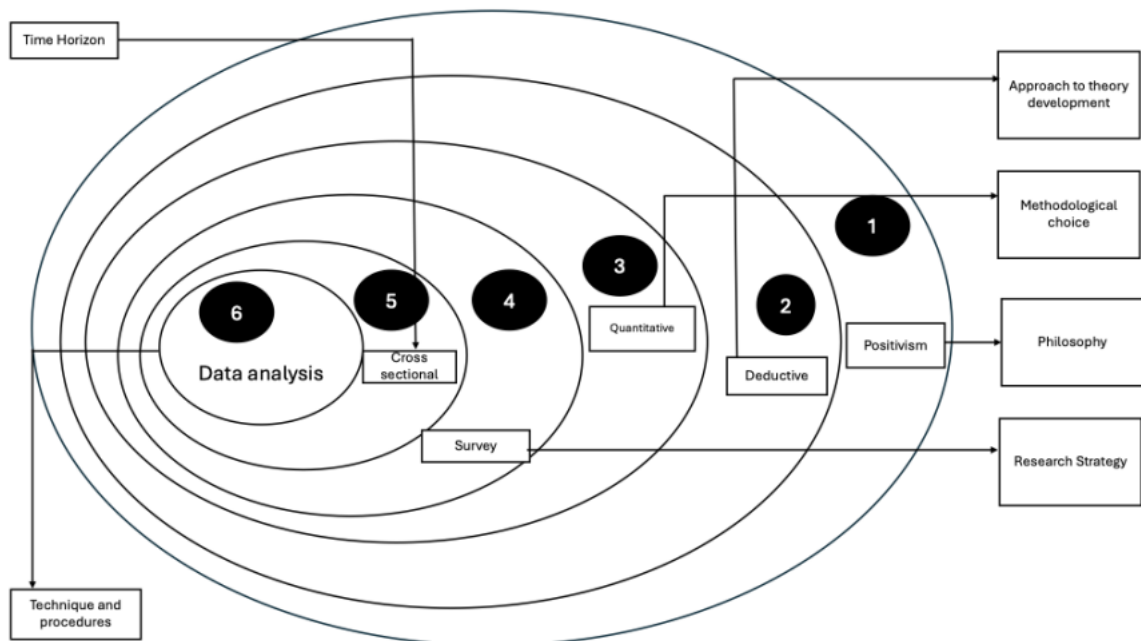 Time Horizon
Approach to theory
development
Methodological
choice
1
3
2
5
4
6
Quantitative
Positivism
Philosophy
Cross
sectional
Data analysis
Deductive
Survey
Research Strategy
Technique and
procedures